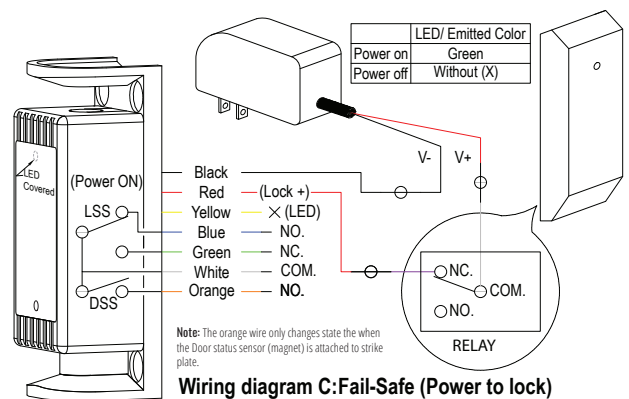 LED/ Emitted Color
Power on Green
Power off Without (X)
LED
Covered
(Power ON)
LSS
DSS
V- V+
Black
Red (Lock +)
Yellow X (LED)
Blue NO.
Green NC.
White COM.
Orange NO.
NC.
COM.
NO.
RELAY
Note: The orange wire only changes state the when
the Door status sensor (magnet) is attached to strike
plate.
Wiring diagram C:Fail-Safe (Power to lock)